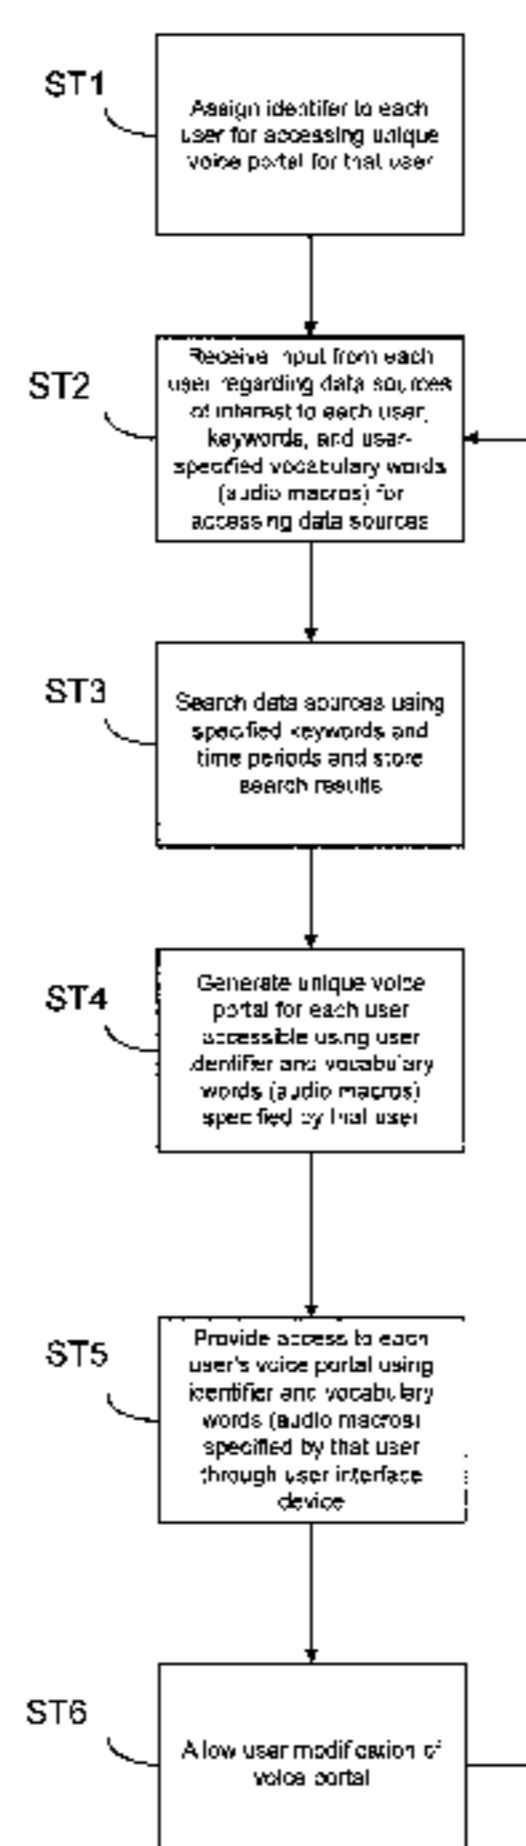 ST1
Assign identifer to each
user for accessing unique
voice portal for that user
ST2
Receive input from each
user regarding data sources
of interest to each user,
keywords, and user-
specified vocabulary words
(audio macros) for
accessing data sources
ST3
Search data sources using
specified keywords and
time periods and store
search results
ST4
Generate unique voice
portal for each user
accessible using user
identifier and vocabulary
words (audio macros)
specified by that user
ST5
Provide access to each
user's voice portal using
identifier and vocabulary
words (audio macros)
specified by that user
through user interface
device
ST6
Allow user modification of
voice portal